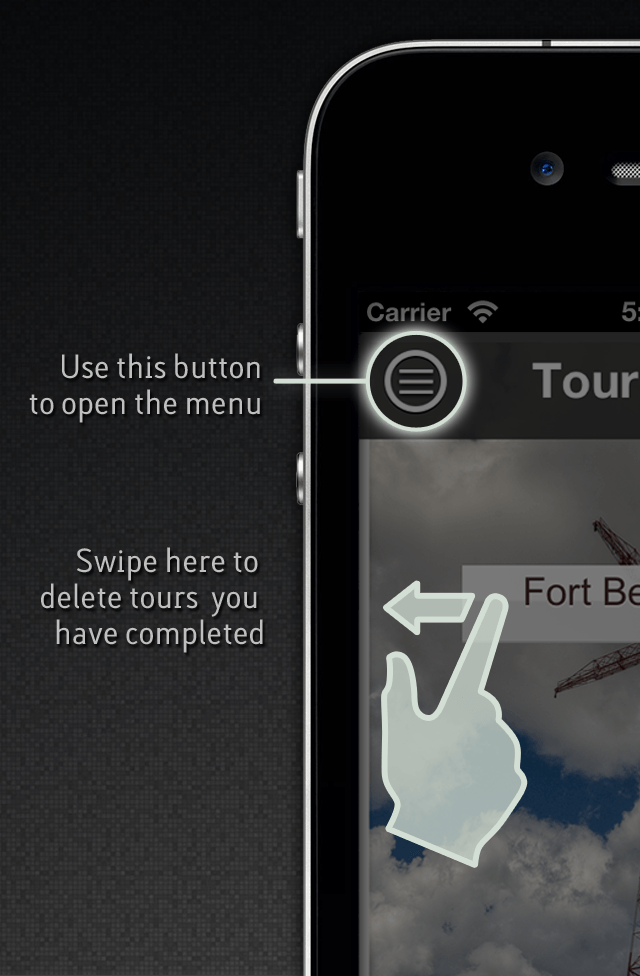 Carrier 5:
Use this button
to open the menu
Tour
Swipe here to
delete tours you
have completed
Fort Be